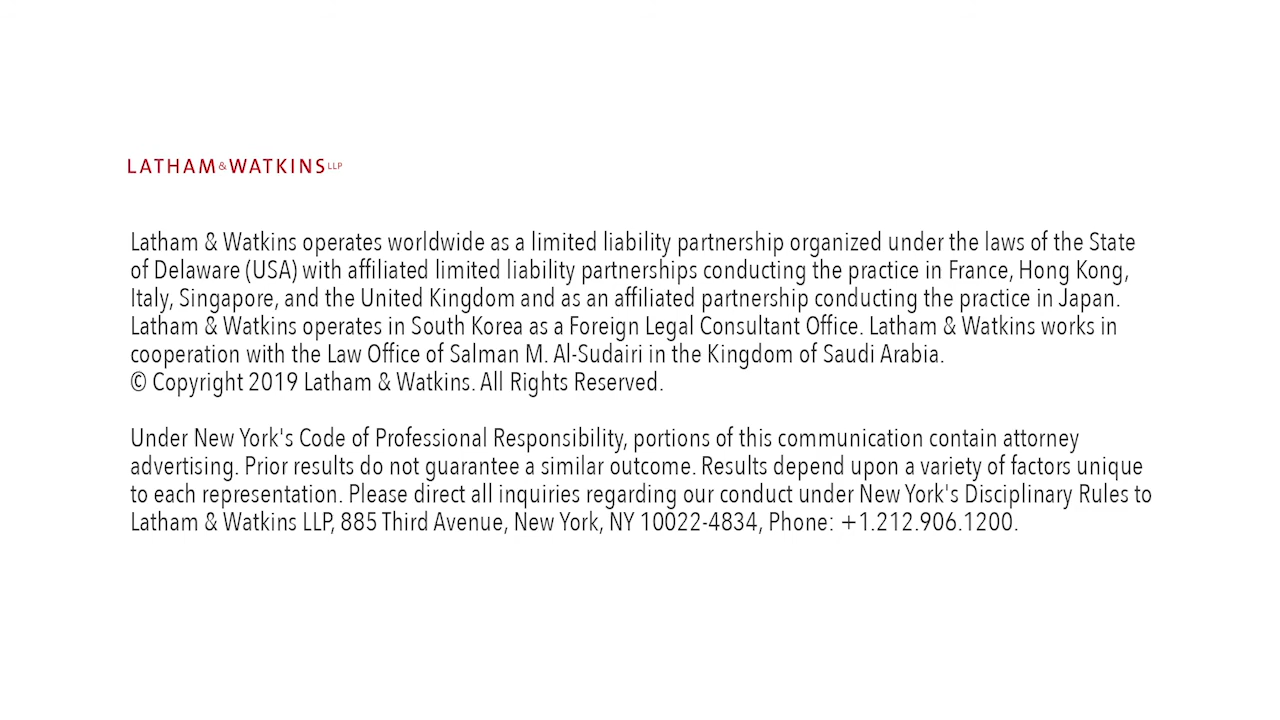 LATHAM&WATKINS LLP
Latham & Watkins operates worldwide as a limited liability partnership organized under the laws of the State
of Delaware (USA) with affiliated limited liability partnerships conducting the practice in France, Hong Kong,
Italy, Singapore, and the United Kingdom and as an affiliated partnership conducting the practice in Japan.
Latham & Watkins operates in South Korea as a Foreign Legal Consultant Office. Latham & Watkins works in
cooperation with the Law Office of Salman M. Al-Sudairi in the Kingdom of Saudi Arabia.
© Copyright 2019 Latham & Watkins. All Rights Reserved.
Under New York's Code of Professional Responsibility, portions of this communication contain attorney
advertising. Prior results do not guarantee a similar outcome. Results depend upon a variety of factors unique
to each representation. Please direct all inquiries regarding our conduct under New York's Disciplinary Rules to
Latham & Watkins LLP, 885 Third Avenue, New York, NY 10022-4834, Phone: +1.212.906.1200.